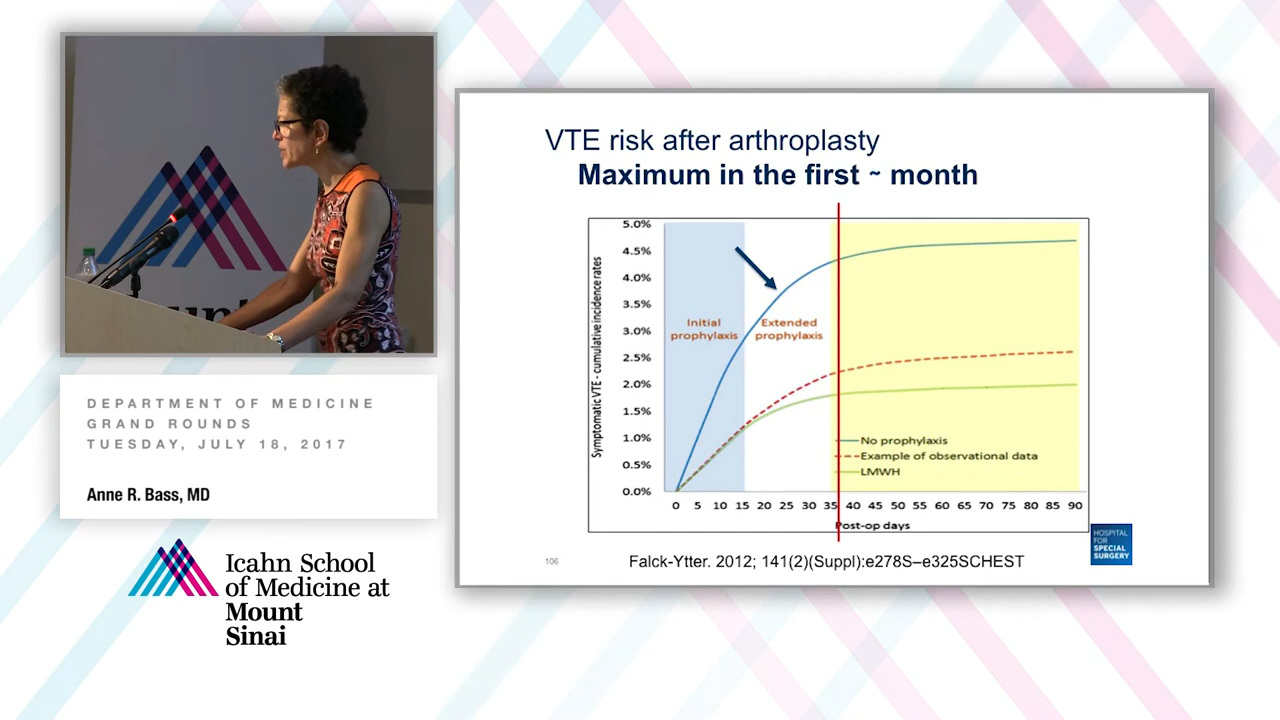 DEPARTMENT OF MEDICINE
GRAND ROUNDS
TUESDAY, JULY 18, 2017
Anne R. Bass, MD
Icahn School
of Medicine at
Mount
Sinai
VTE risk after arthroplasty
Maximum in the first ~ month
Symptomatic VTE - cumulative incidence rates
5.0%
4.5%
4.0%
3.5%
3.0%
2.5%
2.0%
1.5%
1.0%
0.5%
0.0%
Initial
prophylaxis
Extended
prophylaxis
No prophylaxis
Example of observational data
LMWH
0 5 10 15 20 25 30 35 40 45 50 55 60 65 70 75 80 85 90
Post-op days
HOSPITAL
FOR
SPECIAL
SURGERY
106
Falck-Ytter. 2012; 141(2)(Suppl):e278S–e325SCHEST